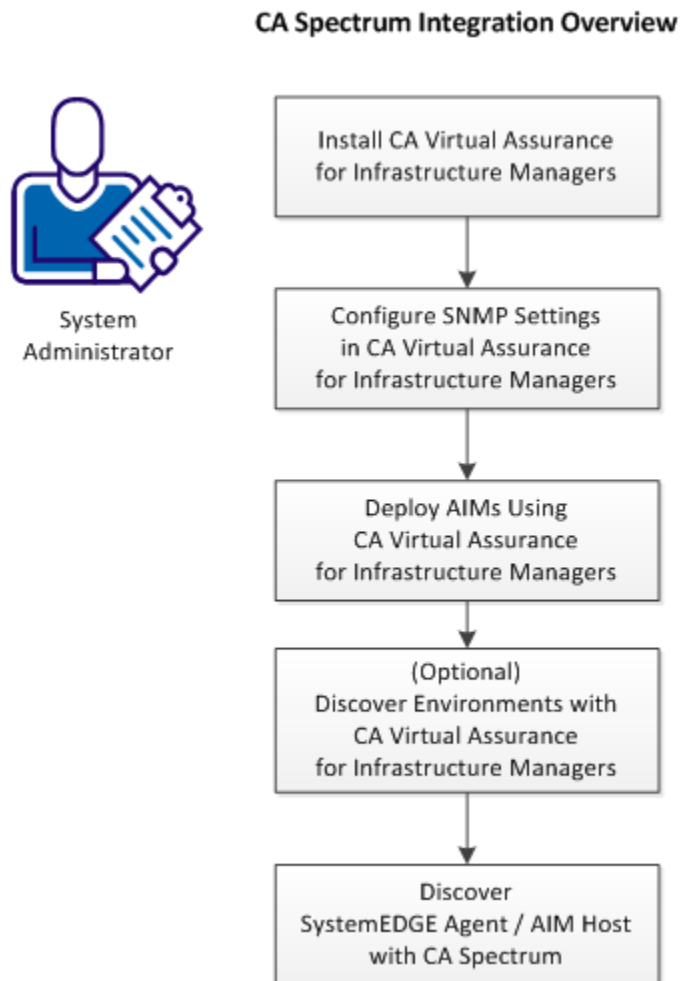 CA Spectrum Integration Overview
System
Administrator
Install CA Virtual Assurance
for Infrastructure Managers
Configure SNMP Settings
in CA Virtual Assurance
for Infrastructure Managers
Deploy AIMs Using
CA Virtual Assurance
for Infrastructure Managers
(Optional)
Discover Environments with
CA Virtual Assurance
for Infrastructure Managers
Discover
SystemEDGE Agent / AIM Host
with CA Spectrum